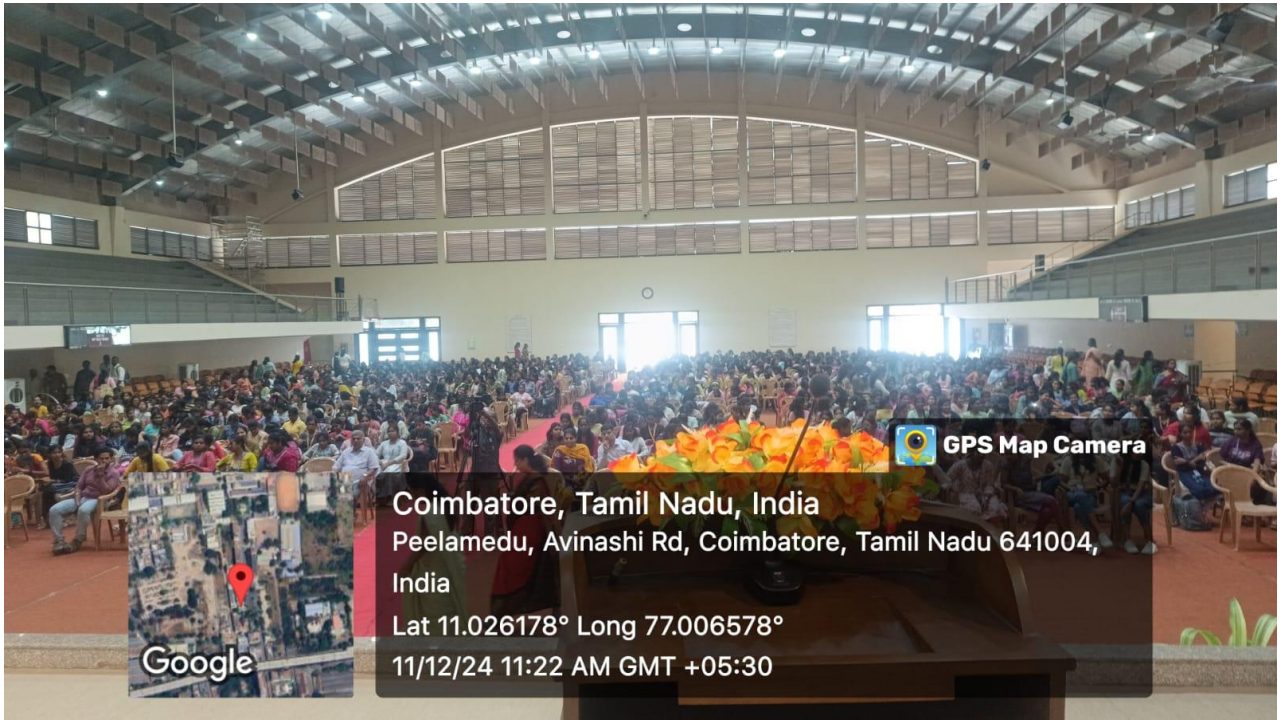 GPS Map Camera
Coimbatore, Tamil Nadu, India
Peelamedu, Avinashi Rd, Coimbatore, Tamil Nadu 641004,
India
Lat 11.026178° Long 77.006578°
11/12/24 11:22 AM GMT +05:30
Google